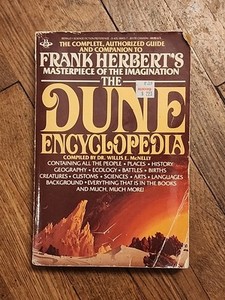 THE COMPLETE, AUTHORIZED GUIDE
AND COMPANION TO
FRANK HERBERT'S
MASTERPIECE OF THE IMAGINATION
THE
DUNE
ENCYCLOPEDIA
COMPILED BY DR. WILLIS E. McNELLY
CONTAINING ALL THE PEOPLE • PLACES • HISTORY
GEOGRAPHY • ECOLOGY • BATTLES • BIRTHS
CREATURES • CUSTOMS • SCIENCES • ARTS • LANGUAGES
BACKGROUND • EVERYTHING THAT IS IN THE BOOKS
AND MUCH, MUCH MORE!